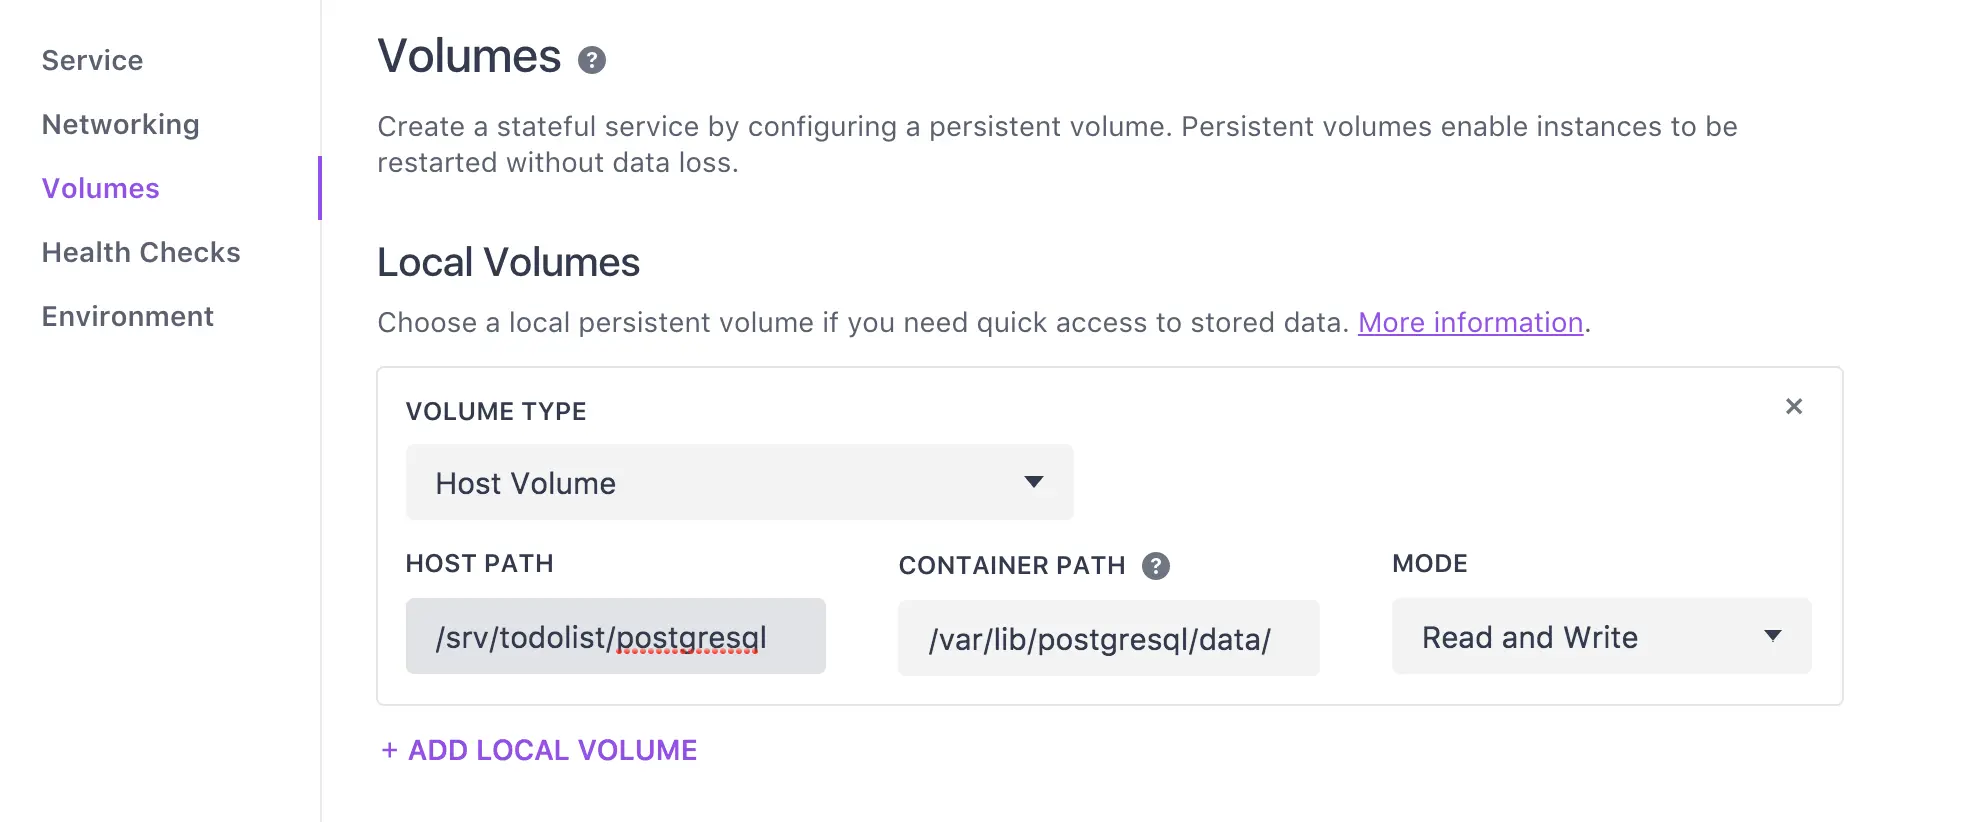 Service
Networking
Volumes
Health Checks
Environment
Volumes ?
Create a stateful service by configuring a persistent volume. Persistent volumes enable instances to be
restarted without data loss.
Local Volumes
Choose a local persistent volume if you need quick access to stored data. More information.
VOLUME TYPE
Host Volume
HOST PATH
CONTAINER PATH ?
MODE
/srv/todolist/postgresql
/var/lib/postgresql/data/
Read and Write
+ ADD LOCAL VOLUME